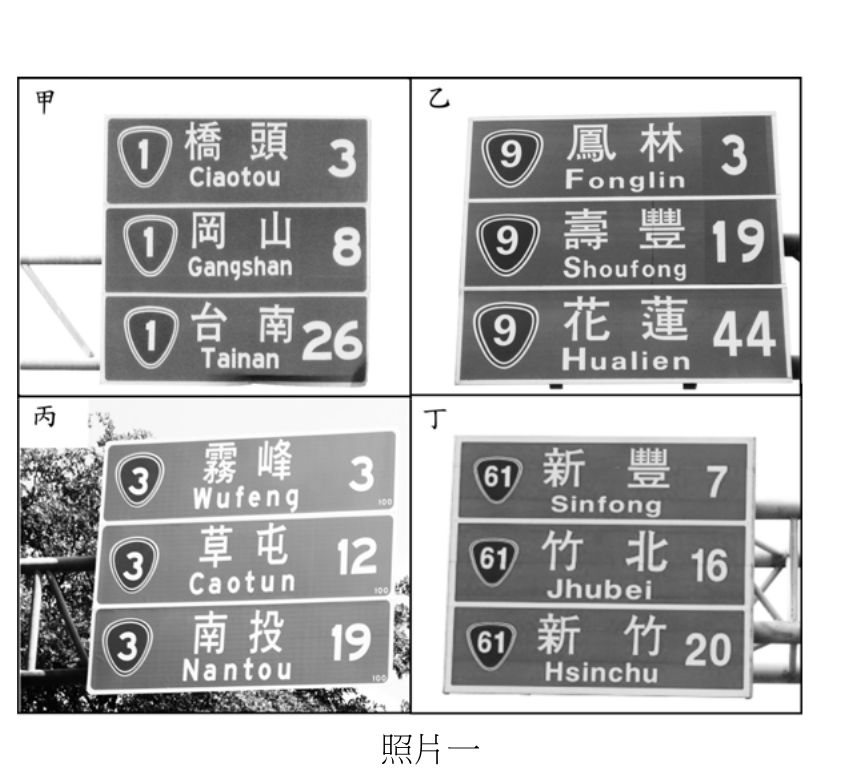 甲
1 橋頭 3
Ciaotou
1 岡山 8
Gangshan
1 台南 26
Tainan
乙
9 鳳林 3
Fonglin
9 壽豐 19
Shoufong
9 花蓮 44
Hualien
丙
3 霧峰 3
Wufeng
100
3 草屯 12
Caotun
100
3 南投 19
Nantou
100
丁
61 新豐 7
Sinfong
61 竹北 16
Jhubei
61 新竹 20
Hsinchu
照片一